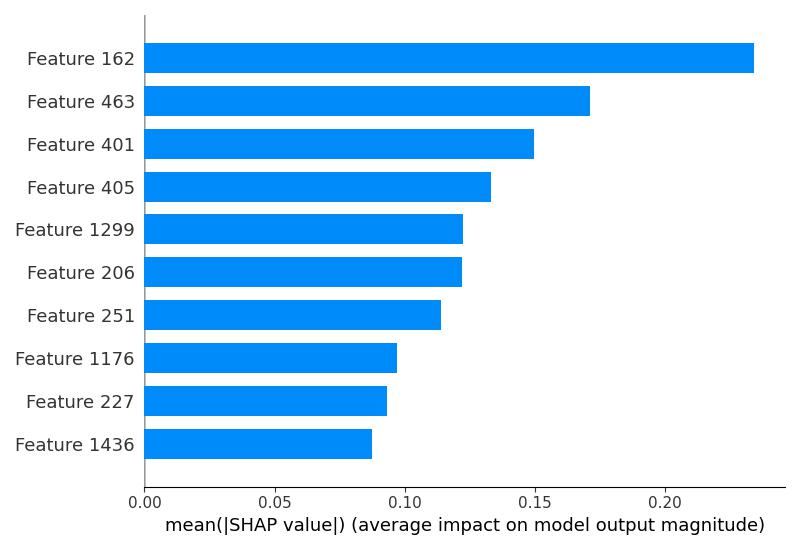 Feature 162
Feature 463
Feature 401
Feature 405
Feature 1299
Feature 206
Feature 251
Feature 1176
Feature 227
Feature 1436
0.00 0.05 0.10 0.15 0.20
mean(|SHAP value|) (average impact on model output magnitude)